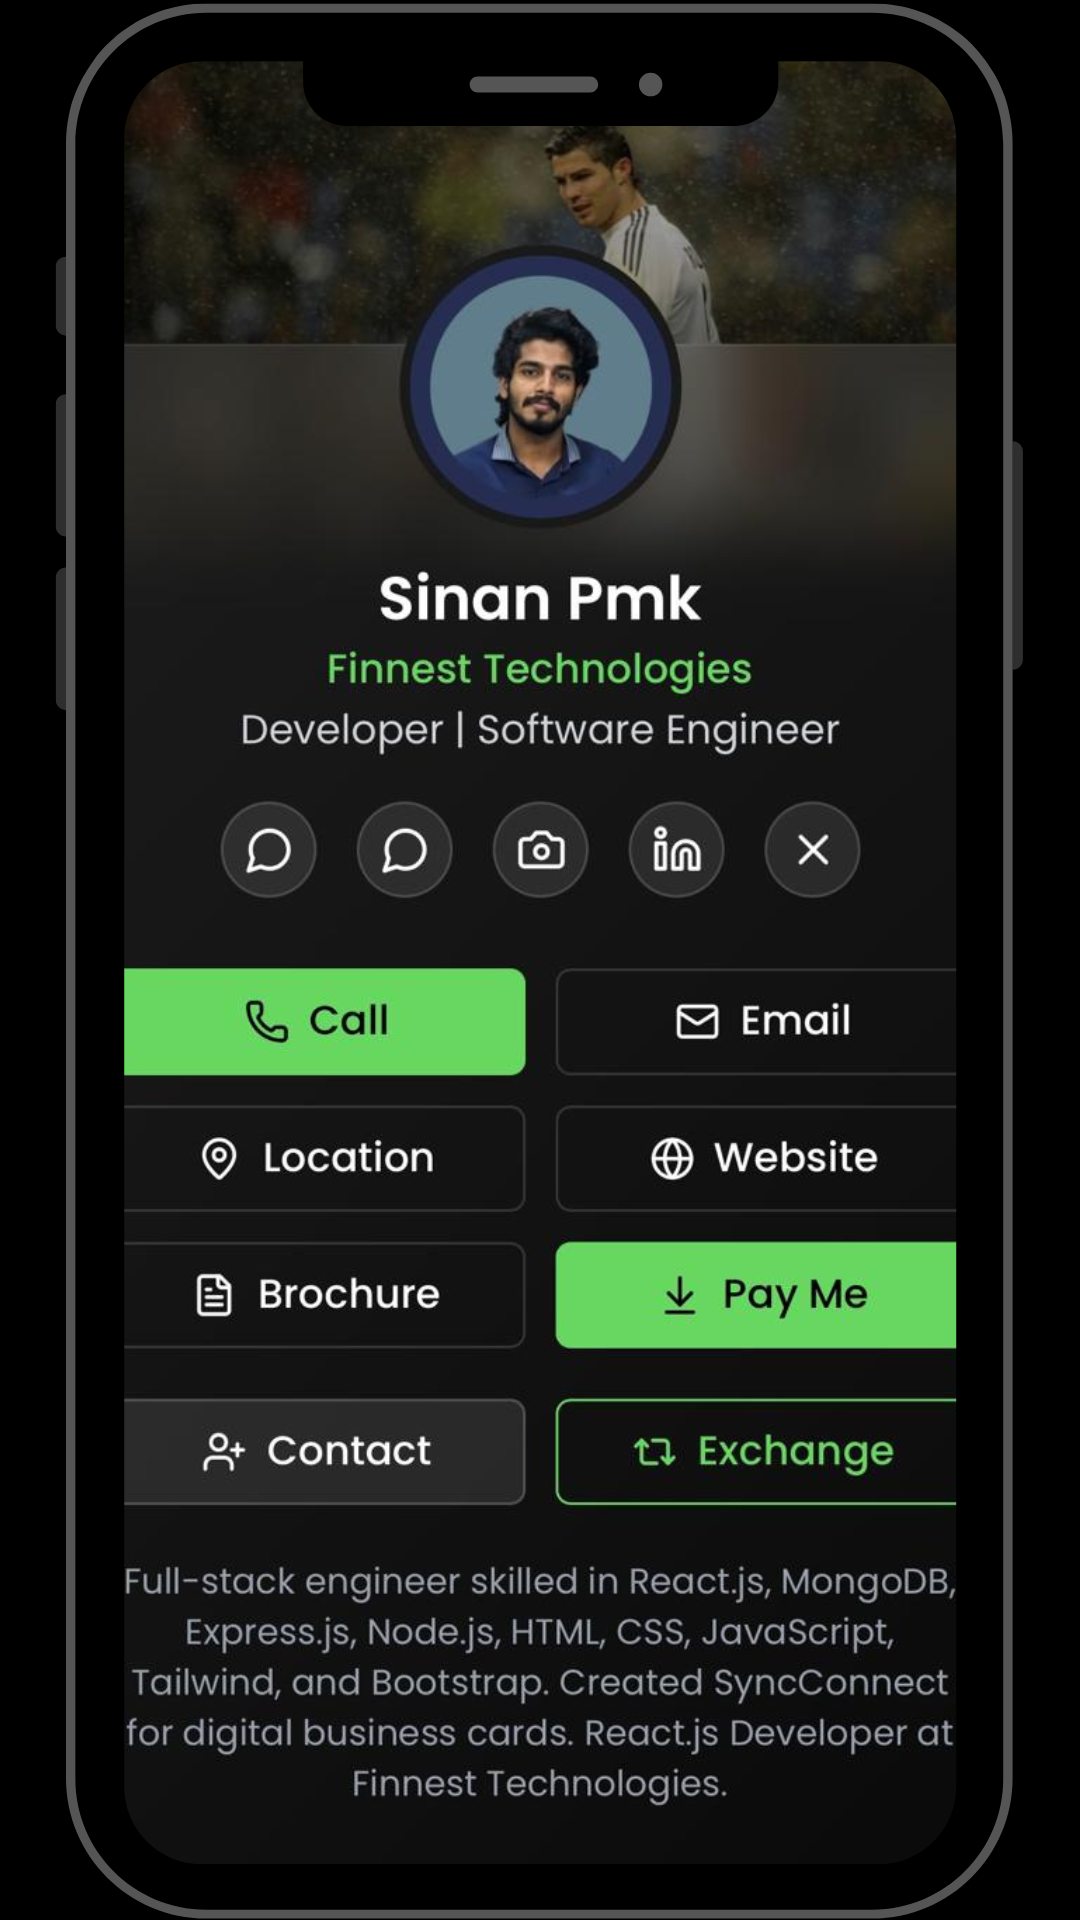 Sinan Pmk
Finnest Technologies
Developer | Software Engineer
in
Call
Email
Location
Website
Brochure
Pay Me
Contact
Exchange
Full-stack engineer skilled in React.js, MongoDB,
Express.js, Node.js, HTML, CSS, JavaScript,
Tailwind, and Bootstrap. Created SyncConnect
for digital business cards. React.js Developer at
Finnest Technologies.